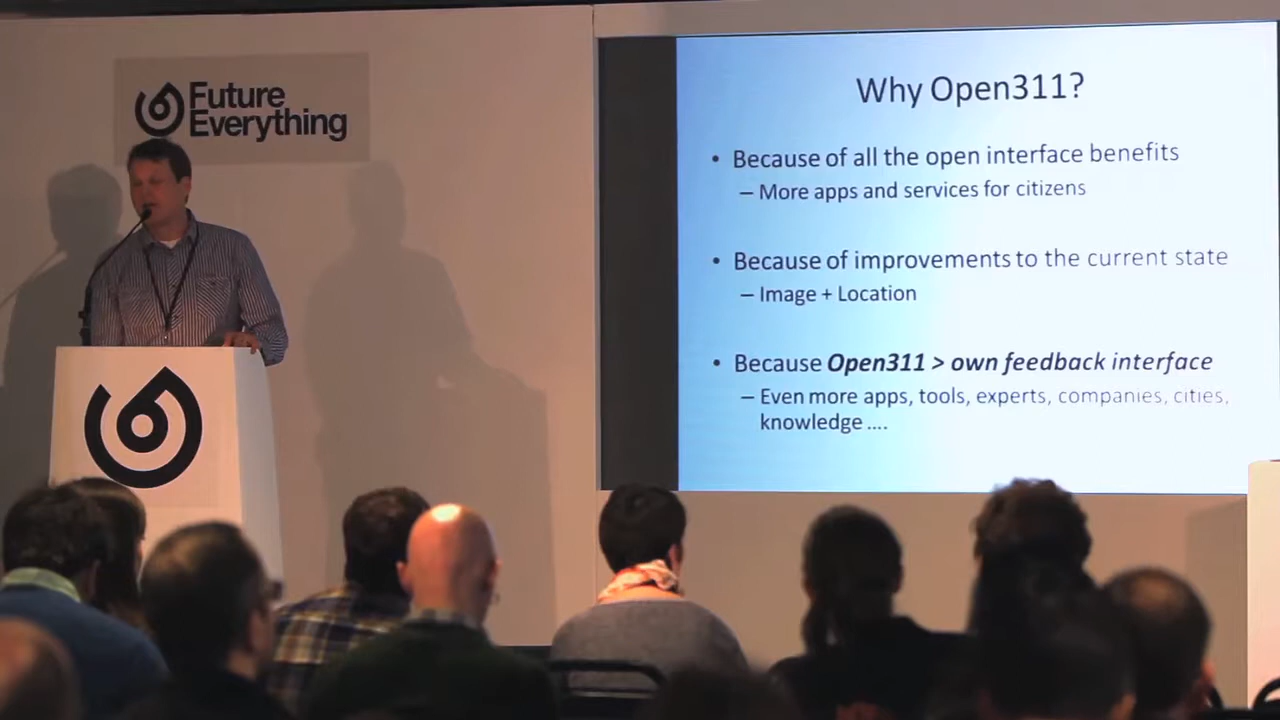 Future
Everything
Why Open311?
• Because of all the open interface benefits
– More apps and services for citizens
• Because of improvements to the current state
– Image + Location
• Because Open311 > own feedback interface
– Even more apps, tools, experts, companies, cities,
knowledge ....